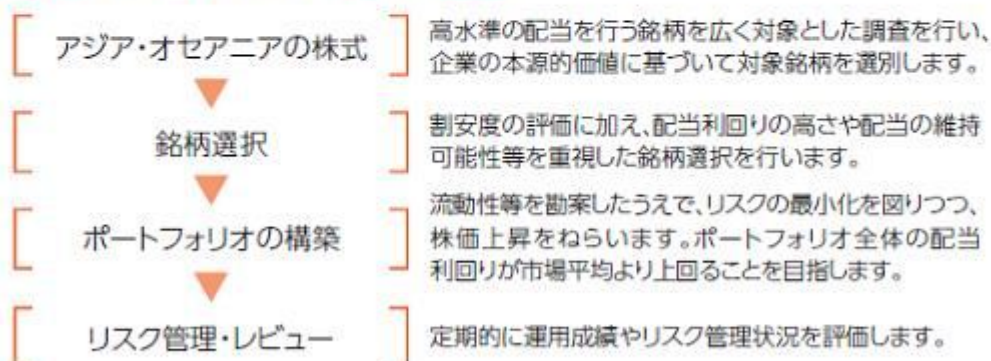 アジア・オセアニアの株式
高水準の配当を行う銘柄を広く対象とした調査を行い、
企業の本源的価値に基づいて対象銘柄を選別します。
銘柄選択
割安度の評価に加え、配当利回りの高さや配当の維持
可能性等を重視した銘柄選択を行います。
ポートフォリオの構築
流動性等を勘案したうえで、リスクの最小化を図りつつ、
株価上昇をねらいます。ポートフォリオ全体の配当
利回りが市場平均より上回ることを目指します。
リスク管理・レビュー
定期的に運用成績やリスク管理状況を評価します。